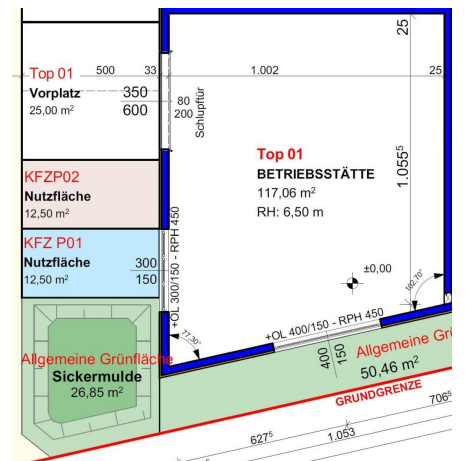 25
500
33
1.002
25
Top 01
Vorplatz
25,00 m²
350
600
80
200
Schlupftür
Top 01
BETRIEBSSTÄTTE
117,06 m²
RH: 6,50 m
1.055⁵
KFZP02
Nutzfläche
12,50 m²
KFZ P01
Nutzfläche
12,50 m²
300
150
+OL 300/150 - RPH 450
±0,00
102.70°
77.30°
+OL 400/150 - RPH 450
400
150
Allgemeine Grünfläche
Sickermulde
26,85 m²
Allgemeine Grü
50,46 m²
GRUNDGRENZE
627⁵
1.053
706⁵